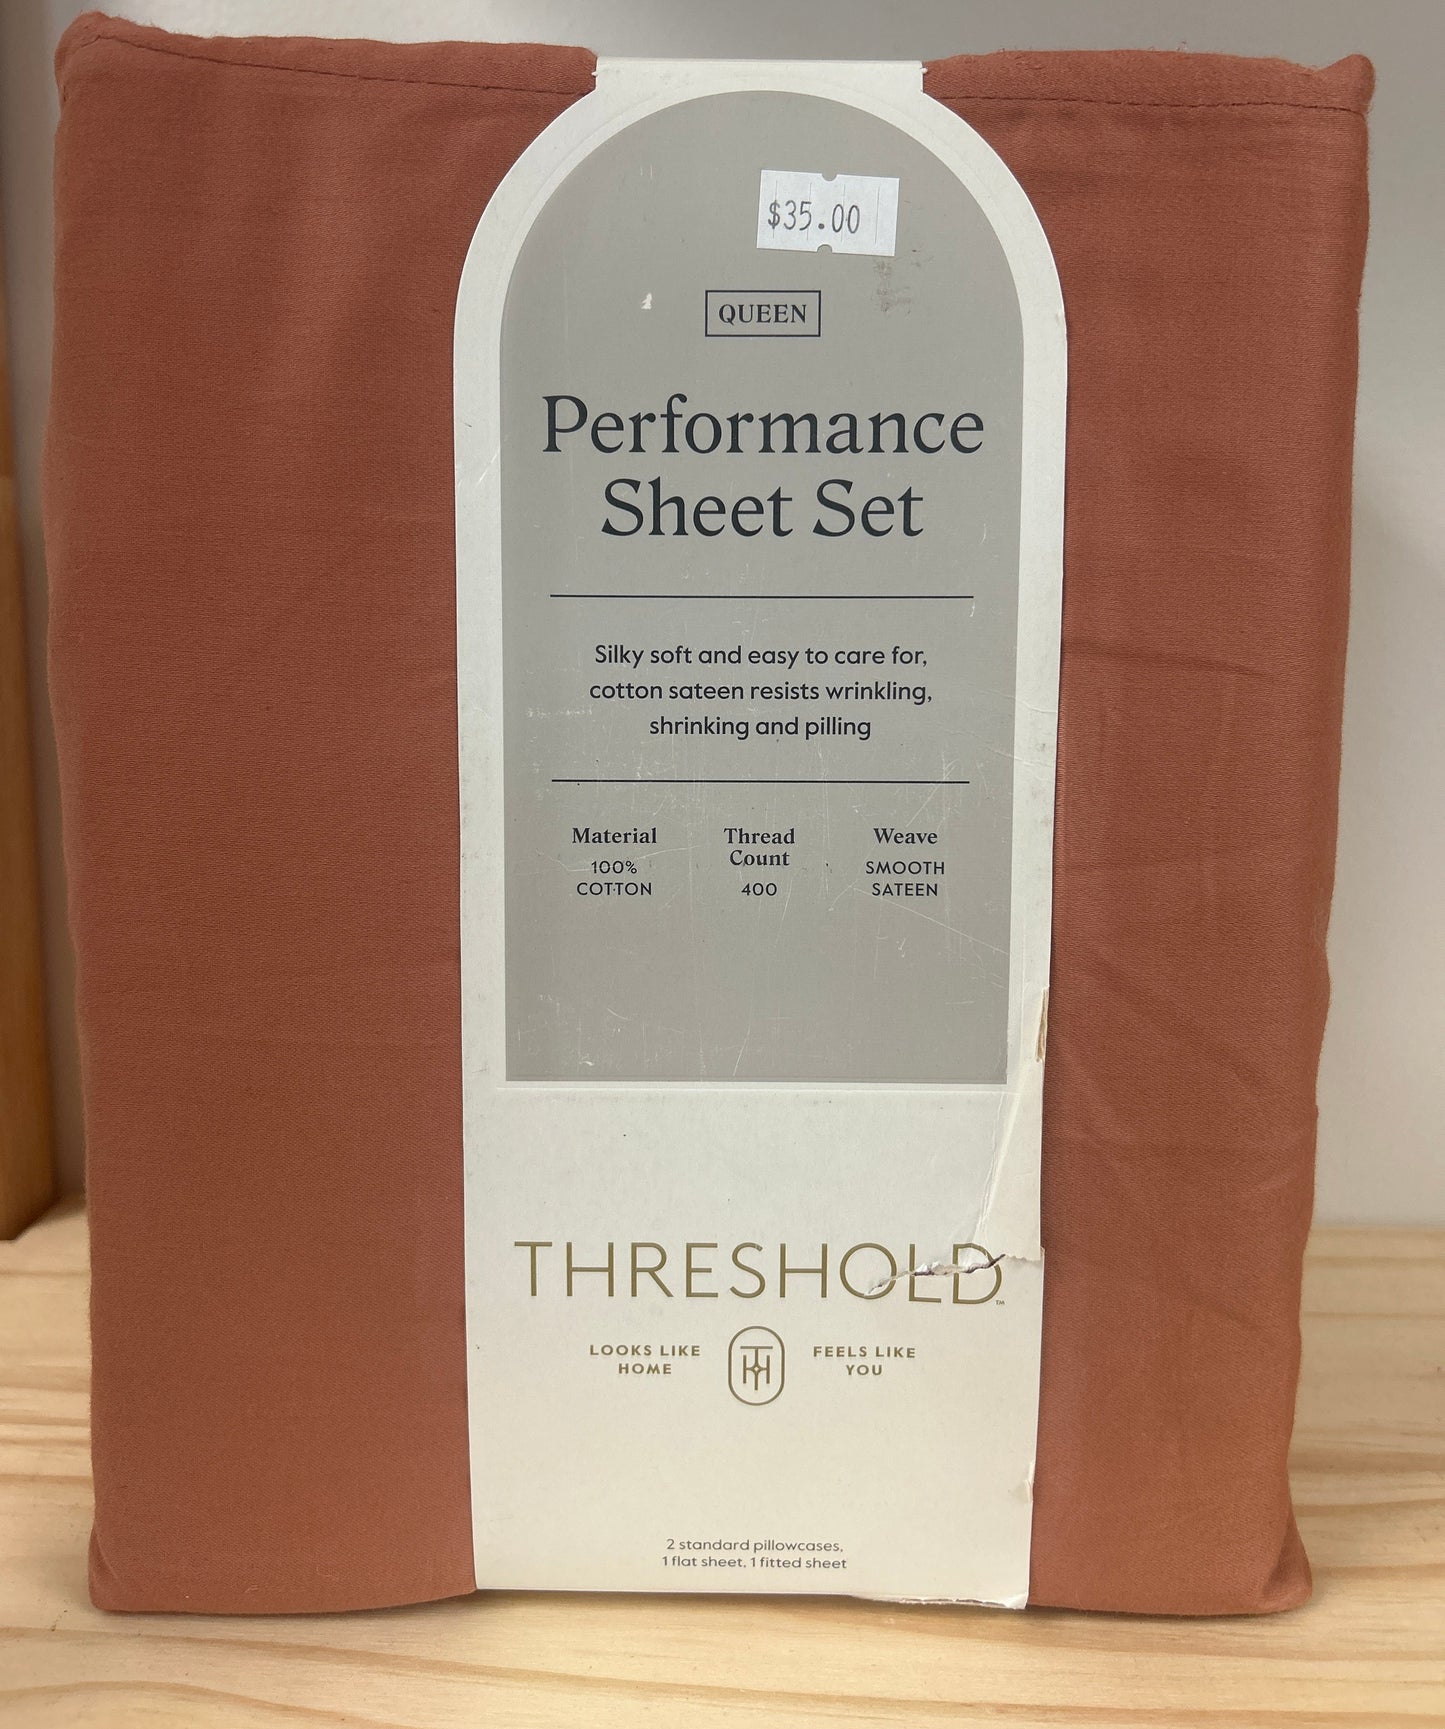 $35.00
QUEEN
Performance
Sheet Set
Silky soft and easy to care for,
cotton sateen resists wrinkling,
shrinking and pilling
Material
100%
COTTON
Thread
Count
400
Weave
SMOOTH
SATEEN
THRESHOLD™
LOOKS LIKE
HOME
FEELS LIKE
YOU
2 standard pillowcases,
1 flat sheet, 1 fitted sheet